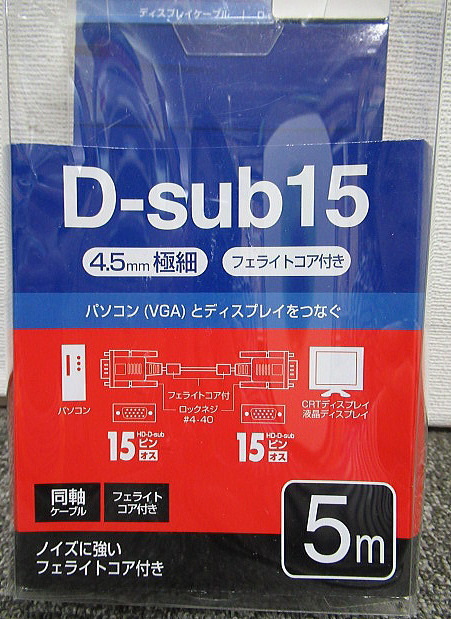 ディスプレイケーブル | D
D-sub15
4.5mm 極細 フェライトコア付き
パソコン (VGA) とディスプレイをつなぐ
フェライトコア付
パソコン ロックネジ CRTディスプレイ
#4-40 液晶ディスプレイ
HD-D-sub HD-D-sub
15ピン 15ピン
オス オス
同軸 フェライト
ケーブル コア付き
5m
ノイズに強い
フェライトコア付き